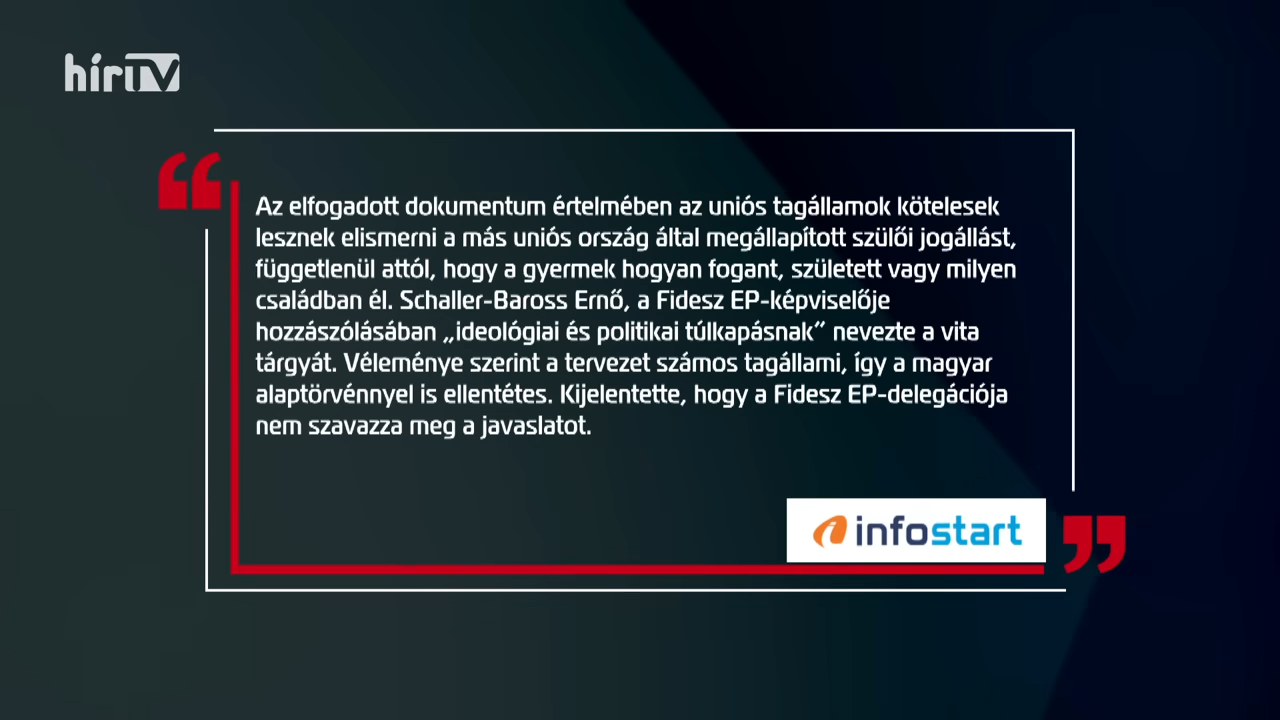 hírTV
Az elfogadott dokumentum értelmében az uniós tagállamok kötelesek
lesznek elismerni a más uniós ország által megállapított szülői jogállást,
függetlenül attól, hogy a gyermek hogyan fogant, született vagy milyen
családban él. Schaller-Baross Ernő, a Fidesz EP-képviselője
hozzászólásában „ideológiai és politikai túlkapásnak” nevezte a vita
tárgyát. Véleménye szerint a tervezet számos tagállami, így a magyar
alaptörvénnyel is ellentétes. Kijelentette, hogy a Fidesz EP-delegációja
nem szavazza meg a javaslatot.
infostart